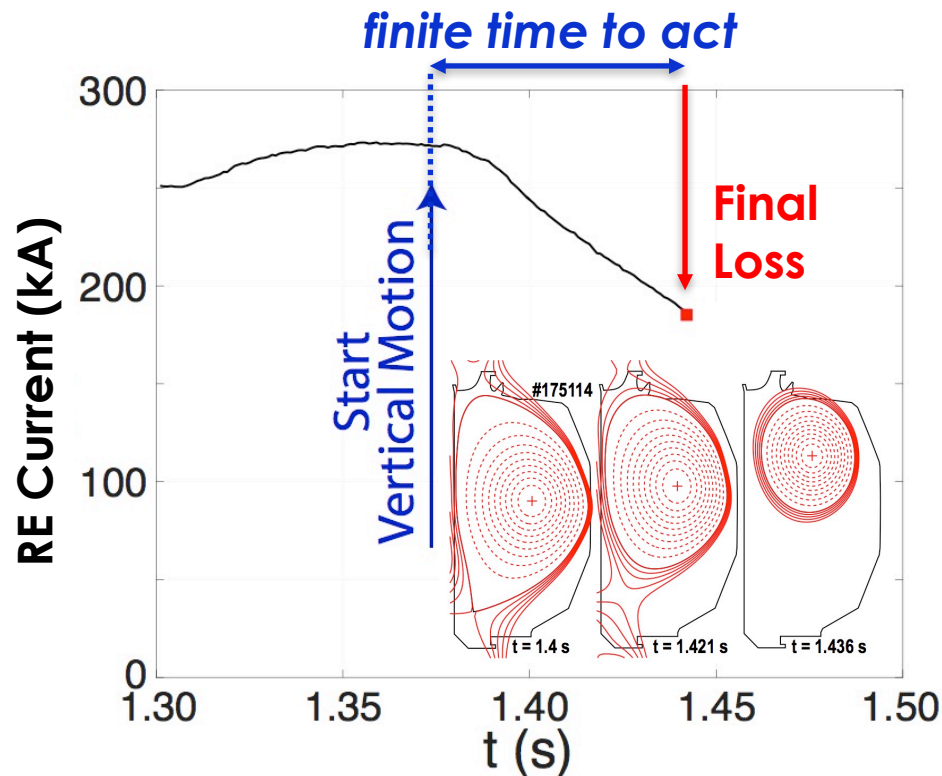 finite time to act
300
200
100
0
RE Current (kA)
Start
Vertical Motion
Final
Loss
#175114
t = 1.4 s
t = 1.421 s
t = 1.436 s
1.30
1.35
1.40
1.45
1.50
t (s)